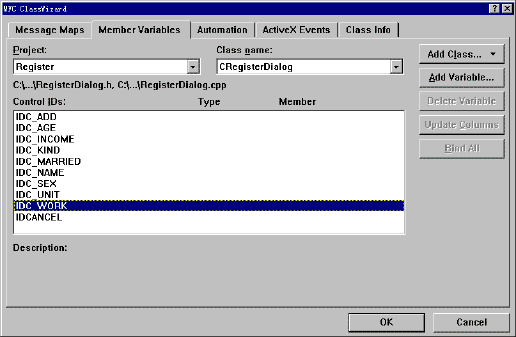 MFC ClassWizard
Message Maps
Member Variables
Automation
ActiveX Events
Class Info
Project:
Class name:
Register
CRegisterDialog
Add Class...
Add Variable...
C:\...\RegisterDialog.h, C:\...\RegisterDialog.cpp
Control IDs:
Type
Member
Delete Variable
Update Columns
Bind All
IDC_ADD
IDC_AGE
IDC_INCOME
IDC_KIND
IDC_MARRIED
IDC_NAME
IDC_SEX
IDC_UNIT
IDC_WORK
IDCANCEL
Description:
OK
Cancel